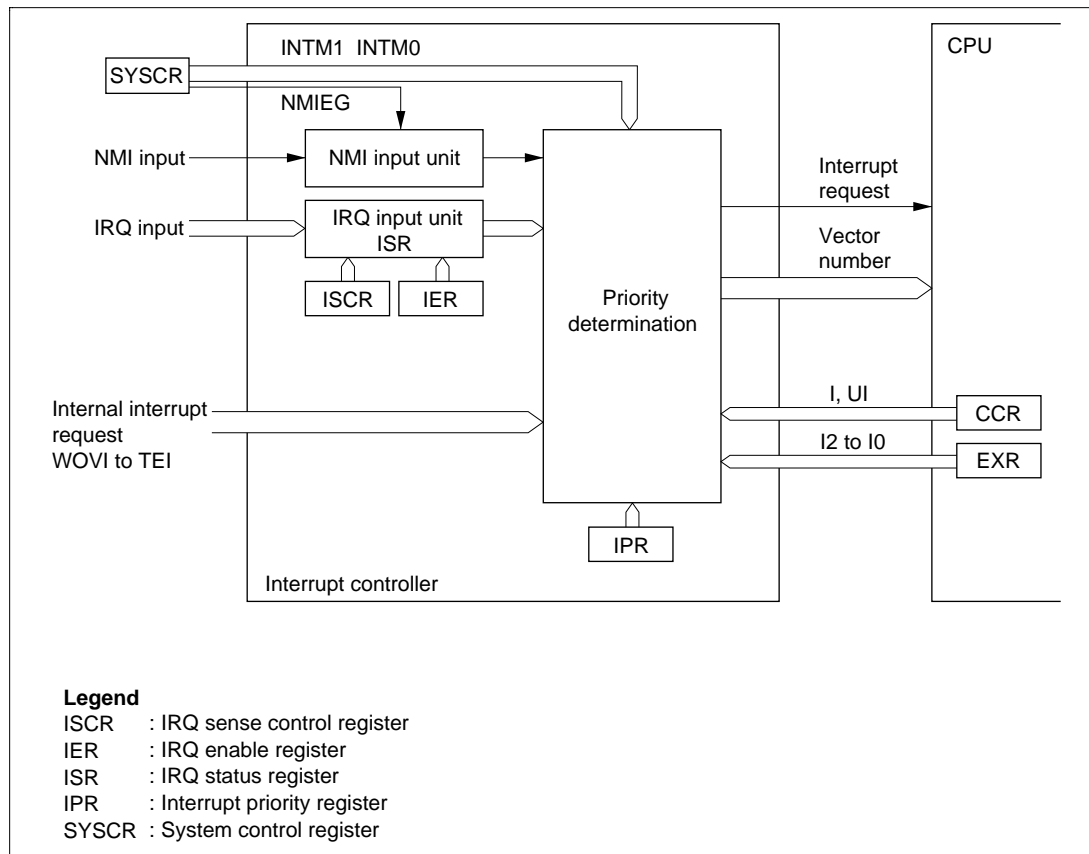 INTM1 INTM0
CPU
SYSCR
NMIEG
NMI input
NMI input unit
Interrupt
request
IRQ input
IRQ input unit
ISR
Vector
number
ISCR
IER
Priority
determination
I, UI
CCR
Internal interrupt
request
WOVI to TEI
I2 to I0
EXR
IPR
Interrupt controller
Legend
ISCR : IRQ sense control register
IER : IRQ enable register
ISR : IRQ status register
IPR : Interrupt priority register
SYSCR : System control register